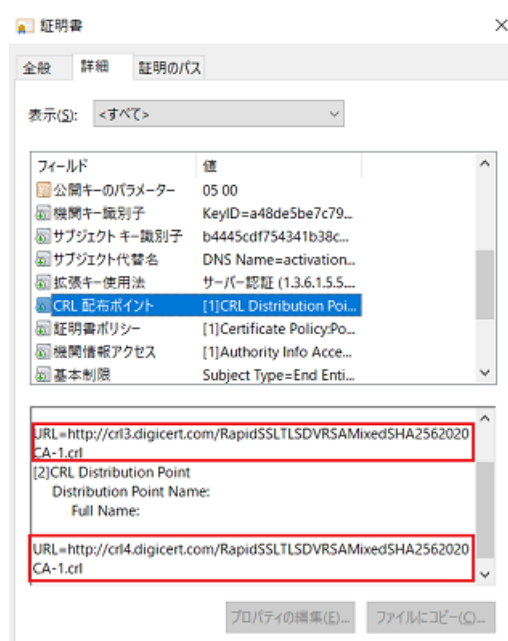 証明書
全般 詳細 証明のパス
表示(S): <すべて>
フィールド 値
公開キーのパラメーター 05 00
機関キー識別子 KeyID=a48de5be7c79...
サブジェクト キー識別子 b4445cdf754341b38c...
サブジェクト代替名 DNS Name=activation...
拡張キー使用法 サーバー認証 (1.3.6.1.5.5....
CRL 配布ポイント [1]CRL Distribution Poi...
証明書ポリシー [1]Certificate Policy:Po...
機関情報アクセス [1]Authority Info Acce...
基本制限 Subject Type=End Enti...
URL=http://crl3.digicert.com/RapidSSLTLSDVRSAMixedSHA2562020
CA-1.crl
[2]CRL Distribution Point
Distribution Point Name:
Full Name:
URL=http://crl4.digicert.com/RapidSSLTLSDVRSAMixedSHA2562020
CA-1.crl
プロパティの編集(E)... ファイルにコピー(C)...